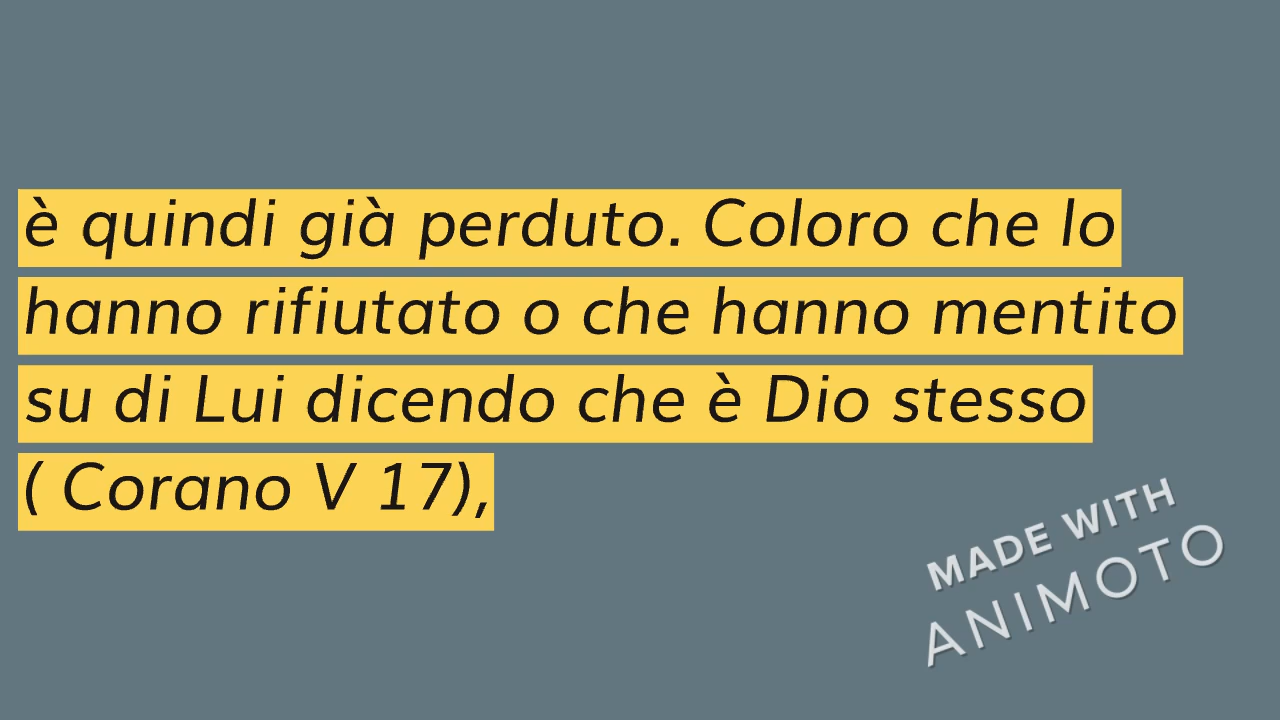 è quindi già perduto. Coloro che lo
hanno rifiutato o che hanno mentito
su di Lui dicendo che è Dio stesso
( Corano V 17),
MADE WITH
ANIMOTO